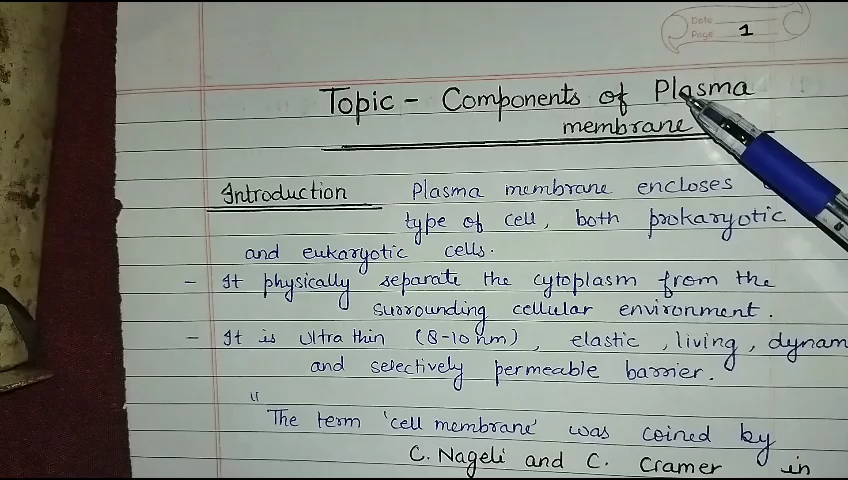 Date
Page 1
Topic - Components of Plasma
membrane
Introduction Plasma membrane encloses
type of cell, both prokaryotic
and eukaryotic cells.
- It physically separate the cytoplasm from the
surrounding cellular environment.
- It is Ultra thin (8-10nm), elastic, living, dynam
and selectively permeable barrier.
"The term 'cell membrane' was coined by
C. Nageli and C. Cramer in